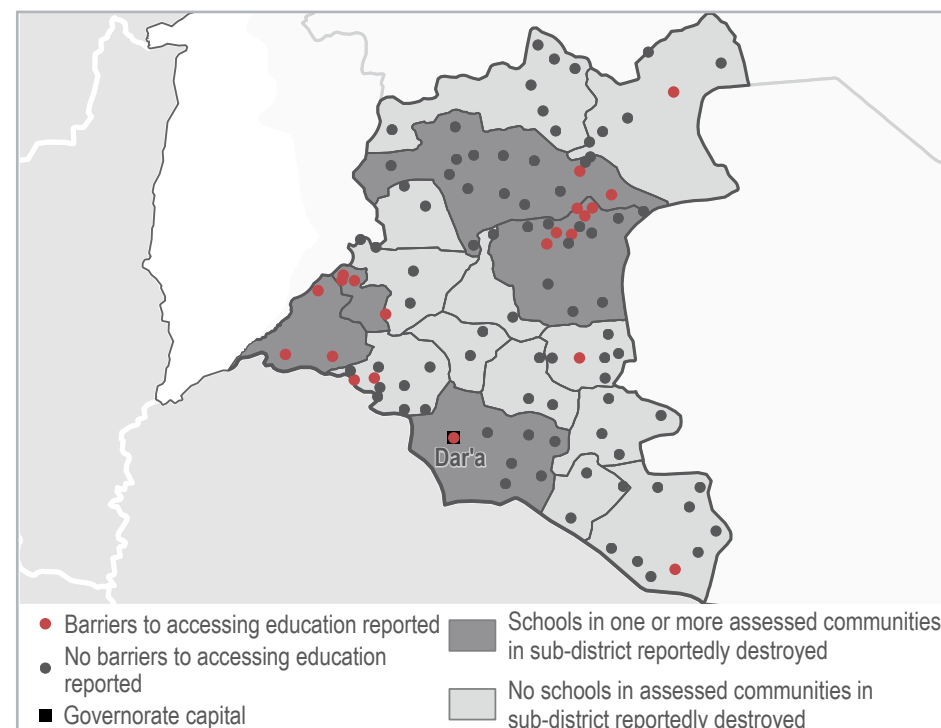 Dar'a
Barriers to accessing education reported
No barriers to accessing education
reported
Governorate capital
Schools in one or more assessed communities
in sub-district reportedly destroyed
No schools in assessed communities in
sub-district reportedly destroyed